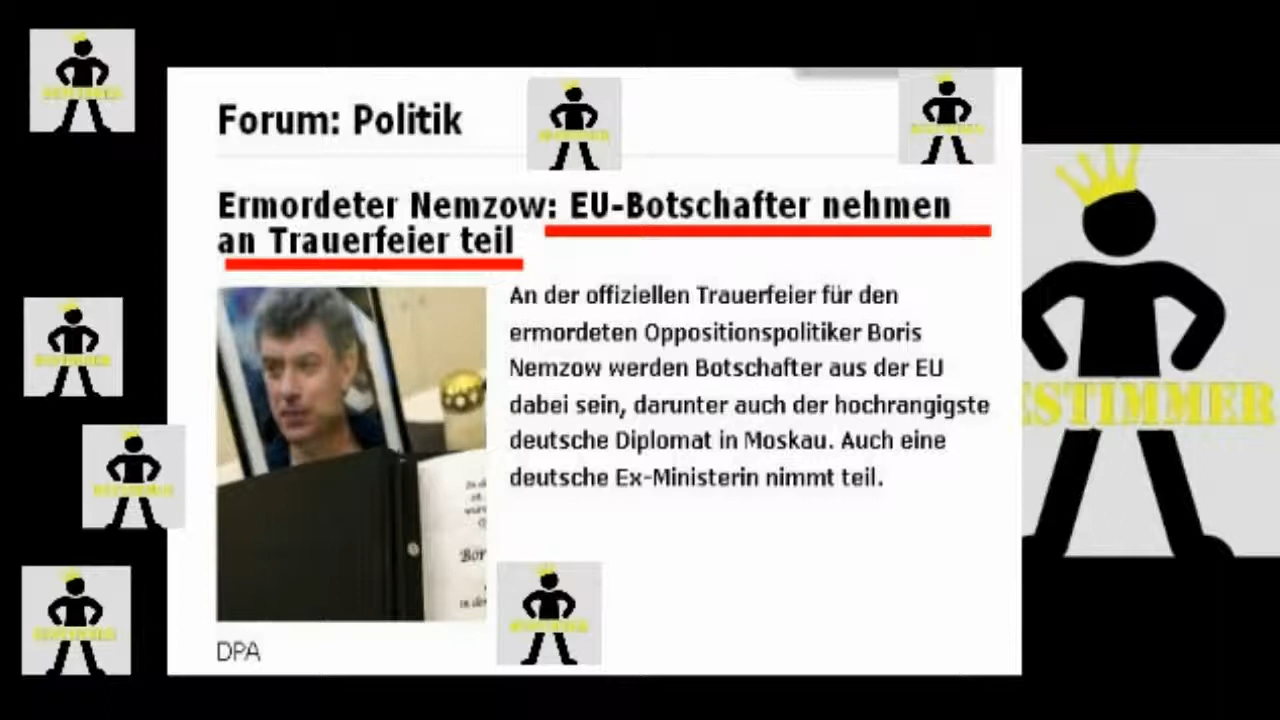 Forum: Politik
Ermordeter Nemzow: EU-Botschafter nehmen
an Trauerfeier teil
An der offiziellen Trauerfeier für den
ermordeten Oppositionspolitiker Boris
Nemzow werden Botschafter aus der EU
dabei sein, darunter auch der hochrangigste
deutsche Diplomat in Moskau. Auch eine
deutsche Ex-Ministerin nimmt teil.
DPA
ESTIMMER